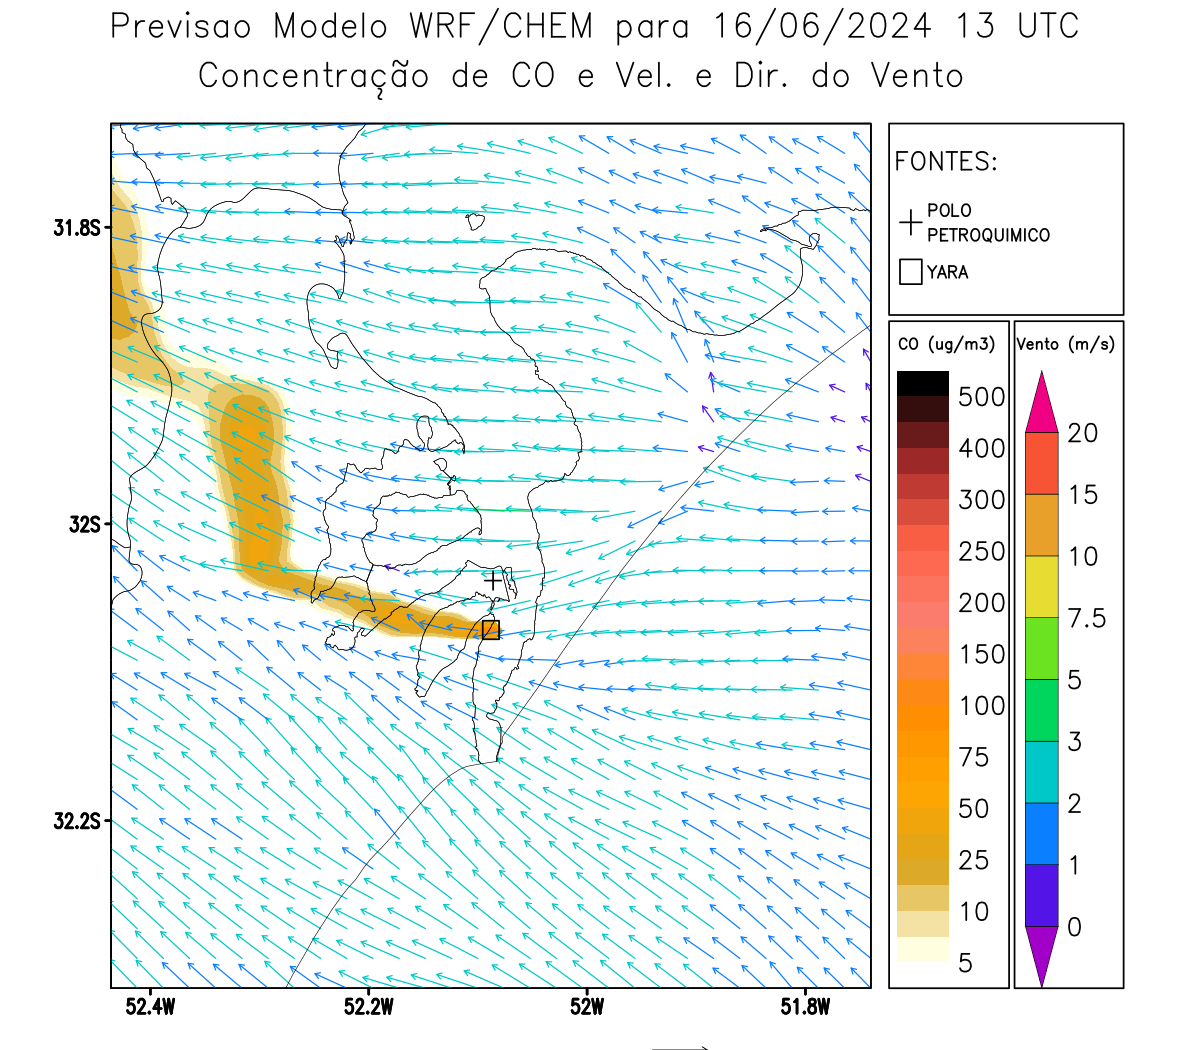 Previsao Modelo WRF/CHEM para 16/06/2024 13 UTC
Concentração de CO e Vel. e Dir. do Vento
FONTES:
POLO
PETROQUIMICO
YARA
31.8S
32S
32.2S
52.4W 52.2W 52W 51.8W
CO (ug/m3)
500
400
300
250
200
150
100
75
50
25
10
5
Vento (m/s)
20
15
10
7.5
5
3
2
1
0